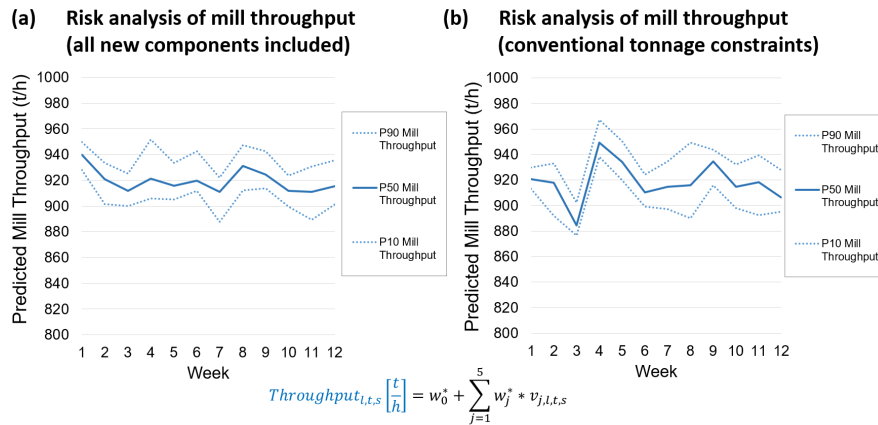 (a) Risk analysis of mill throughput
(all new components included)
Predicted Mill Throughput (t/h)
1000
980
960
940
920
900
880
860
840
820
800
1 2 3 4 5 6 7 8 9 10 11 12
Week
P90 Mill
Throughput
P50 Mill
Throughput
P10 Mill
Throughput
(b) Risk analysis of mill throughput
(conventional tonnage constraints)
Predicted Mill Throughput (t/h)
1000
980
960
940
920
900
880
860
840
820
800
1 2 3 4 5 6 7 8 9 10 11 12
Week
P90 Mill
Throughput
P50 Mill
Throughput
P10 Mill
Throughput
Throughput_{l,t,s} [t/h] = w_0^* + \sum_{j=1}^{5} w_j^* * v_{j,l,t,s}